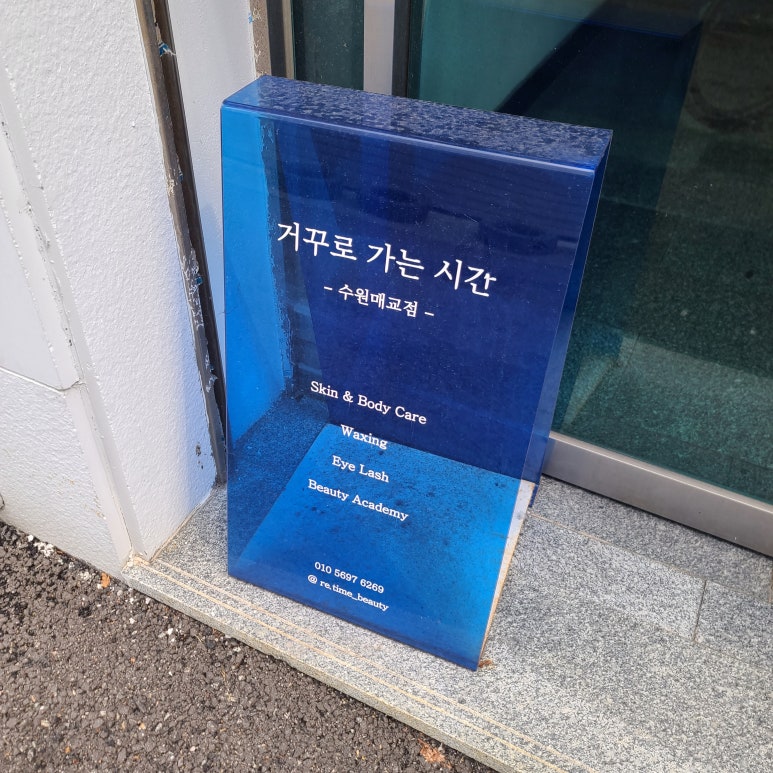 거꾸로 가는 시간
- 수원매교점 -
Skin & Body Care
Waxing
Eye Lash
Beauty Academy
010 5697 6269
@ re.time_beauty